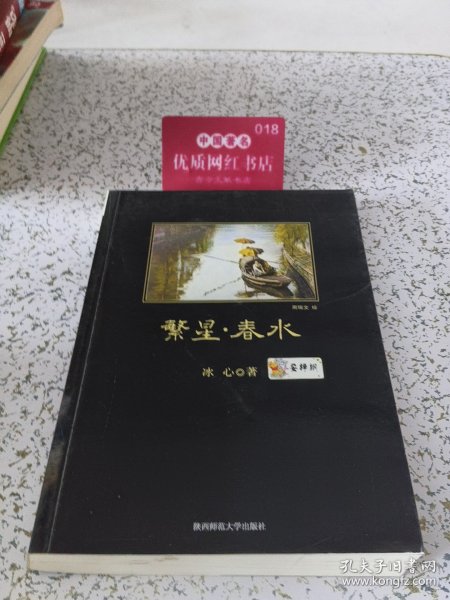 018
中国著名
优质网红书店
繁星·春水
冰 心◎著
陕西师范大学出版社
孔夫子旧书网
www.kongfz.com